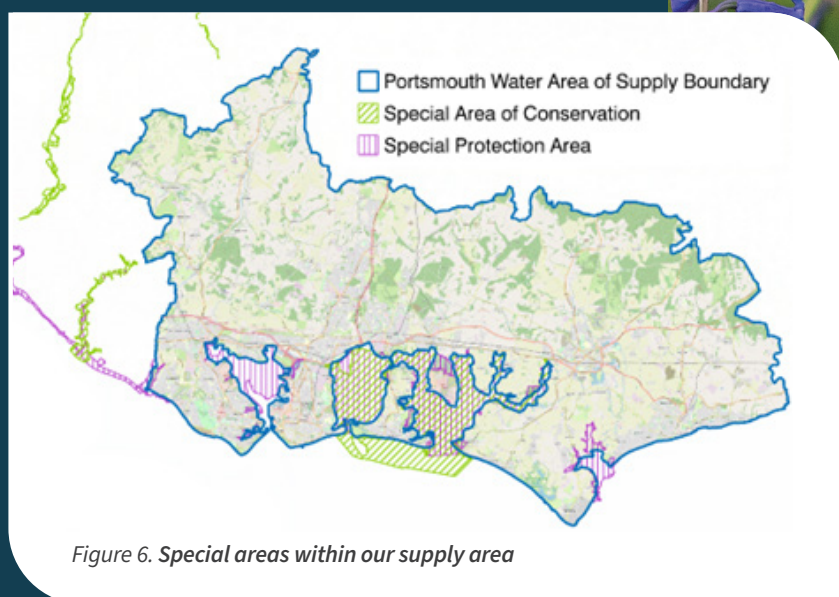 Portsmouth Water Area of Supply Boundary
Special Area of Conservation
Special Protection Area
Figure 6. Special areas within our supply area